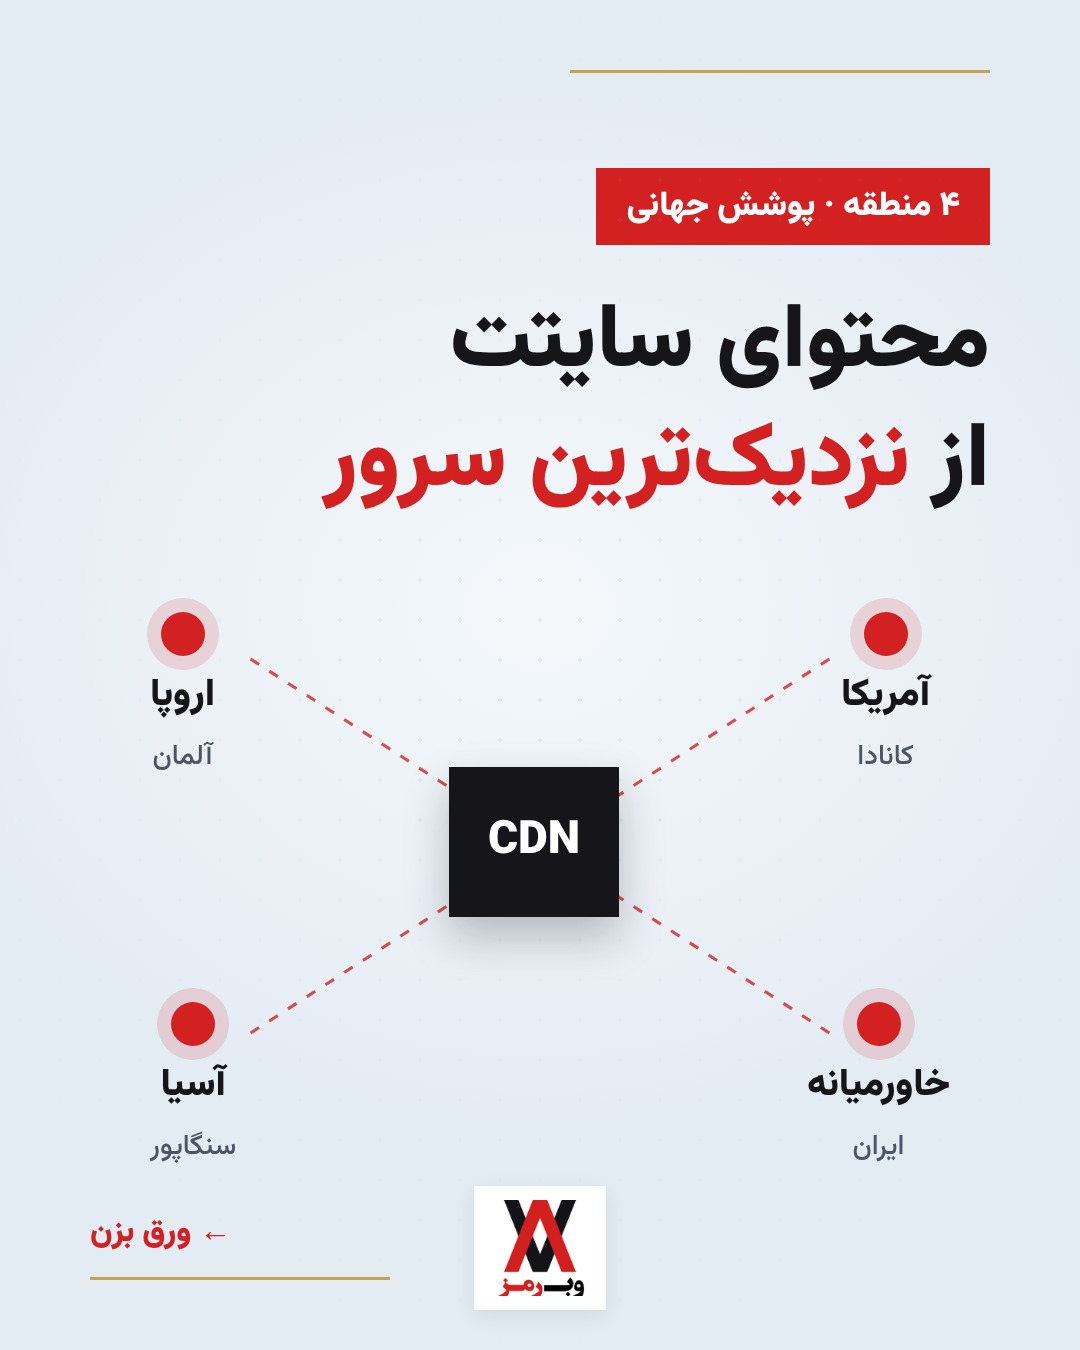 ۴ منطقه · پوشش جهانی
محتوای سایتت
از نزدیک‌ترین سرور
آمریکا
کانادا
اروپا
آلمان
CDN
خاورمیانه
ایران
آسیا
سنگاپور
← ورق بزن
وب‌رمز